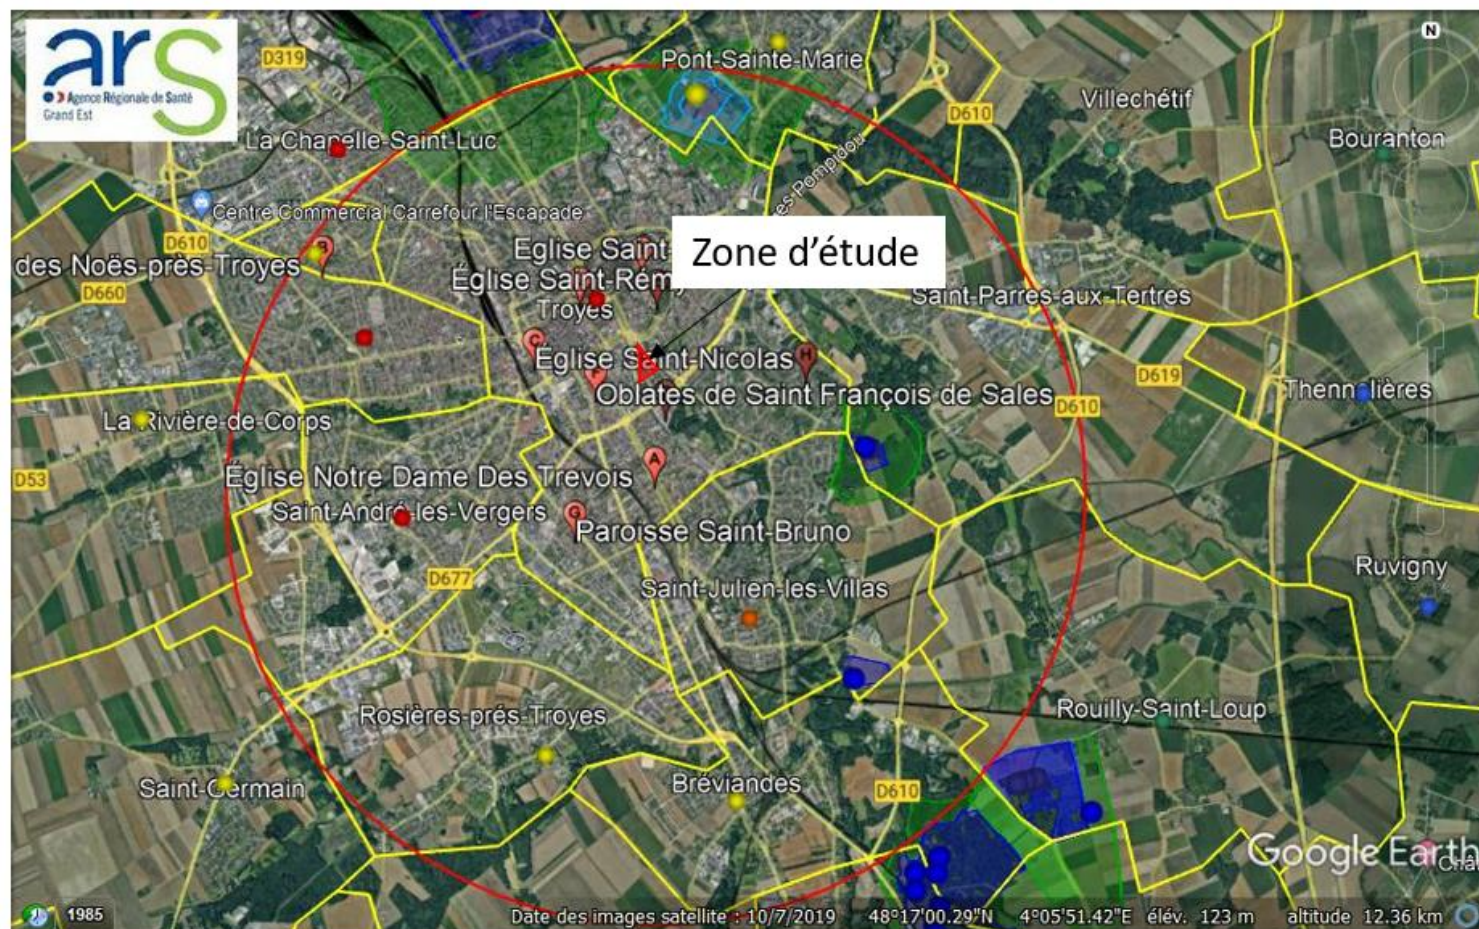 ars
Agence Régionale de Santé
Grand Est
D319
Pont-Sainte-Marie
N
Villechétif
D610
Bouranton
La Chapelle-Saint-Luc
es-Pompidou
Centre Commercial Carrefour l'Escapade
D610
B
Eglise Saint-
Zone d'étude
des Noës-près-Troyes
Église Saint-Rémy
D660
Troyes
Saint-Parres-aux-Tertres
C
Eglise Saint-Nicolas
H
F
D619
Oblates de Saint François de Sales
D610
Thennelières
La Rivière-de-Corps
D53
A
Église Notre Dame Des Trevois
Saint-André-les-Vergers
G
Paroisse Saint-Bruno
D677
Saint-Julien-les-Villas
Ruvigny
Rosières-prés-Troyes
Rouilly-Saint-Loup
Saint-Germain
Bréviandes
D610
Google Earth
Châ
1985
Date des images satellite : 10/7/2019 48°17'00.29"N 4°05'51.42"E élév. 123 m altitude 12.36 km